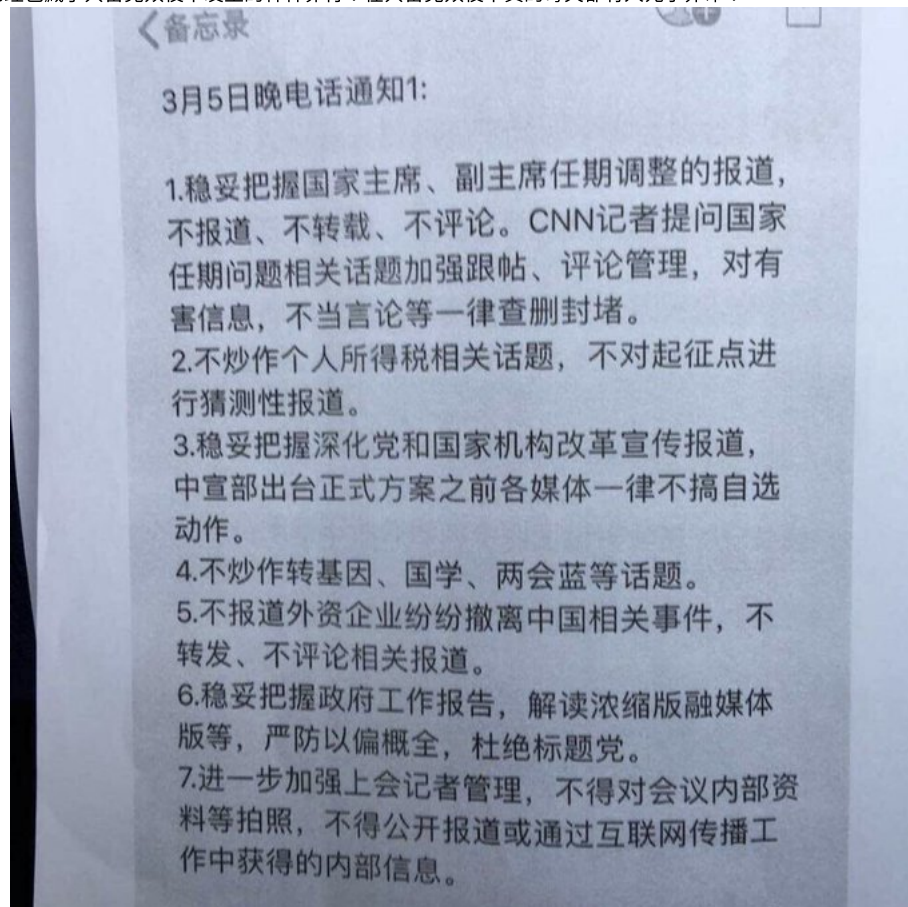 备忘录
3月5日晚电话通知1:
1.稳妥把握国家主席、副主席任期调整的报道，
不报道、不转载、不评论。CNN记者提问国家
任期问题相关话题加强跟帖、评论管理，对有
害信息，不当言论等一律查删封堵。
2.不炒作个人所得税相关话题，不对起征点进
行猜测性报道。
3.稳妥把握深化党和国家机构改革宣传报道，
中宣部出台正式方案之前各媒体一律不搞自选
动作。
4.不炒作转基因、国学、两会蓝等话题。
5.不报道外资企业纷纷撤离中国相关事件，不
转发、不评论相关报道。
6.稳妥把握政府工作报告，解读浓缩版融媒体
版等，严防以偏概全，杜绝标题党。
7.进一步加强上会记者管理，不得对会议内部资
料等拍照，不得公开报道或通过互联网传播工
作中获得的内部信息。